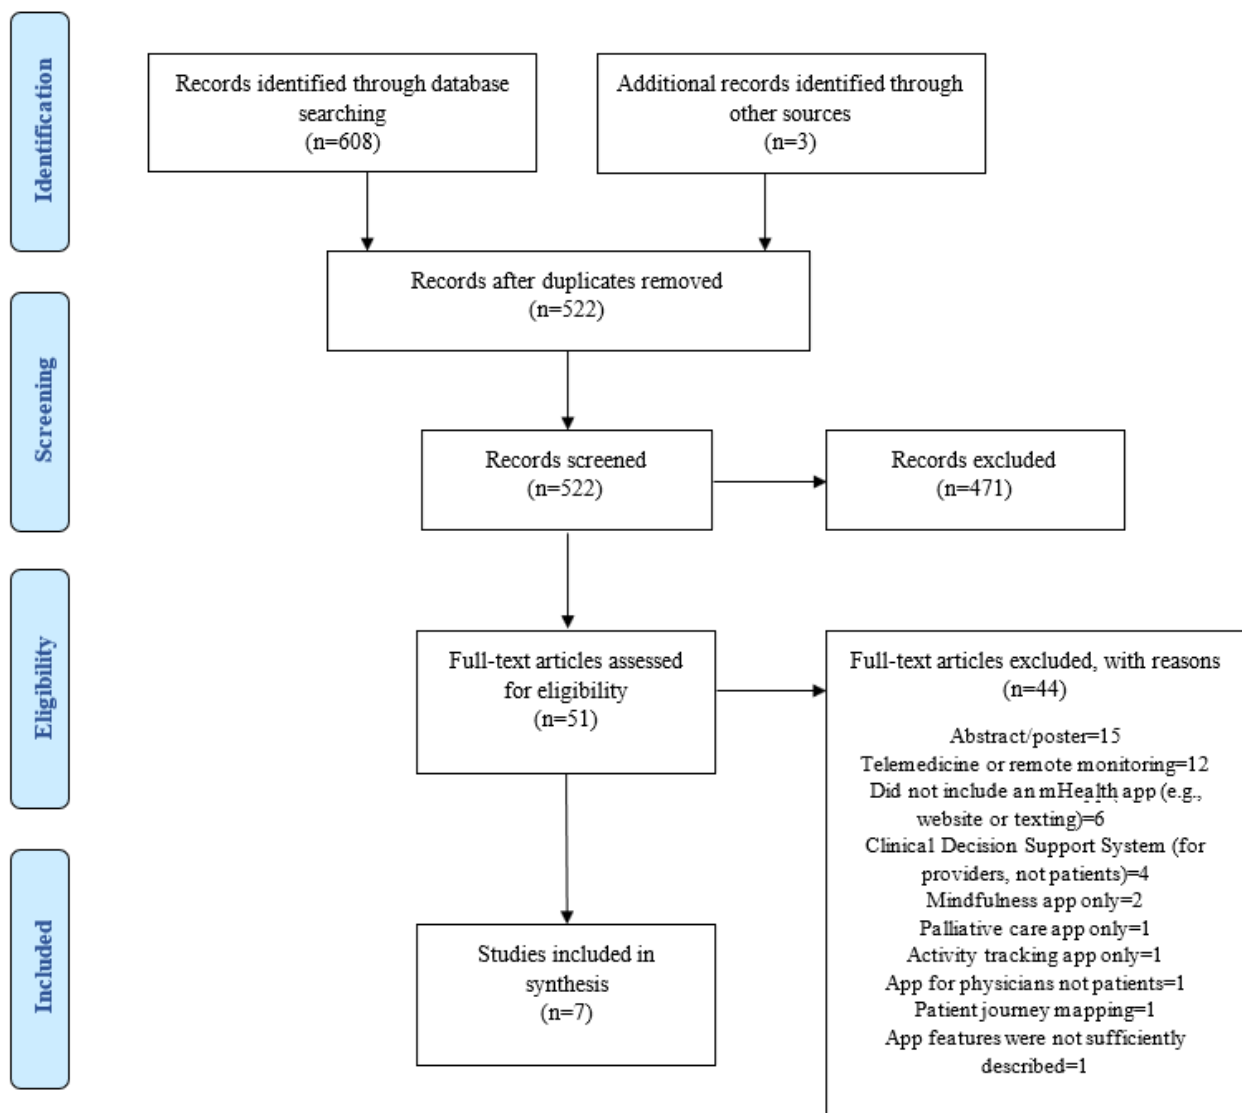 Identification
Records identified through database
searching
(n=608)
Additional records identified through
other sources
(n=3)
Records after duplicates removed
(n=522)
Screening
Records screened
(n=522)
Records excluded
(n=471)
Eligibility
Full-text articles assessed
for eligibility
(n=51)
Full-text articles excluded, with reasons
(n=44)
Abstract/poster=15
Telemedicine or remote monitoring=12
Did not include an mHealth app (e.g.,
website or texting)=6
Clinical Decision Support System (for
providers, not patients)=4
Mindfulness app only=2
Palliative care app only=1
Activity tracking app only=1
App for physicians not patients=1
Patient journey mapping=1
App features were not sufficiently
described=1
Included
Studies included in
synthesis
(n=7)